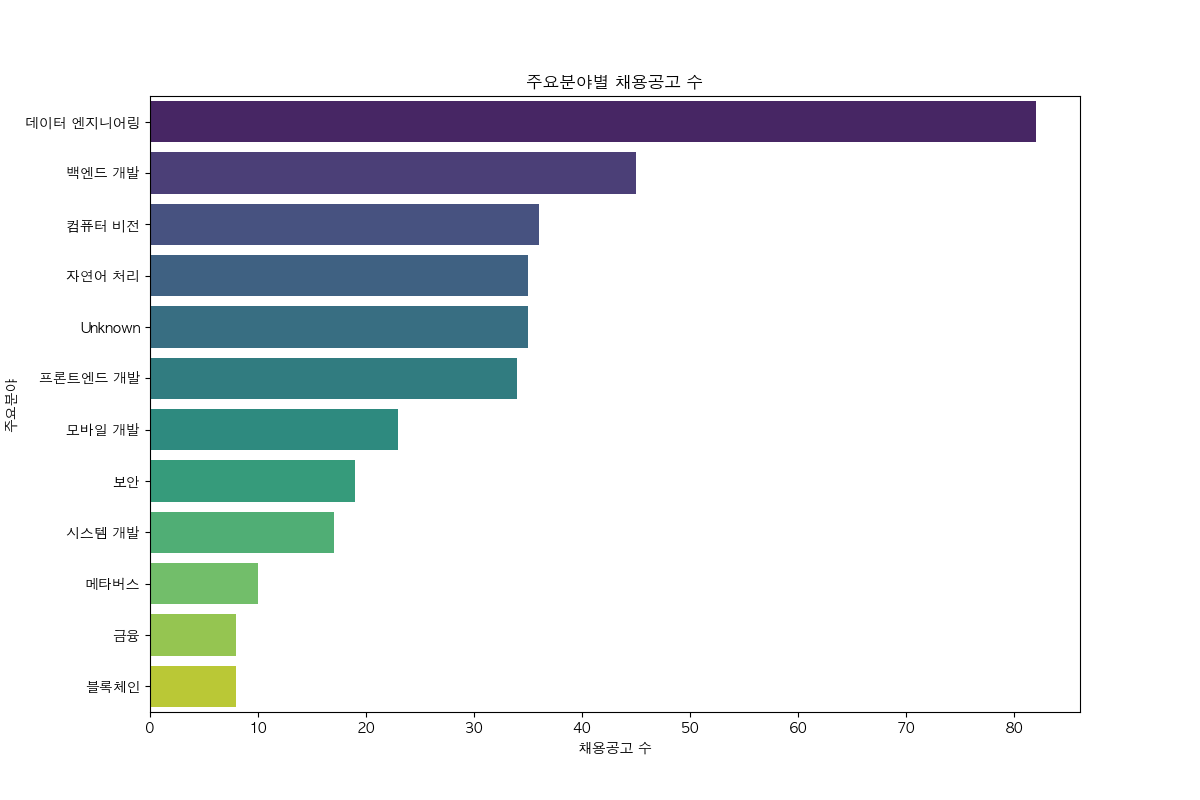 주요분야별 채용공고 수
데이터 엔지니어링
백엔드 개발
컴퓨터 비전
자연어 처리
Unknown
프론트엔드 개발
모바일 개발
보안
시스템 개발
메타버스
금융
블록체인
주요분야
0 10 20 30 40 50 60 70 80
채용공고 수